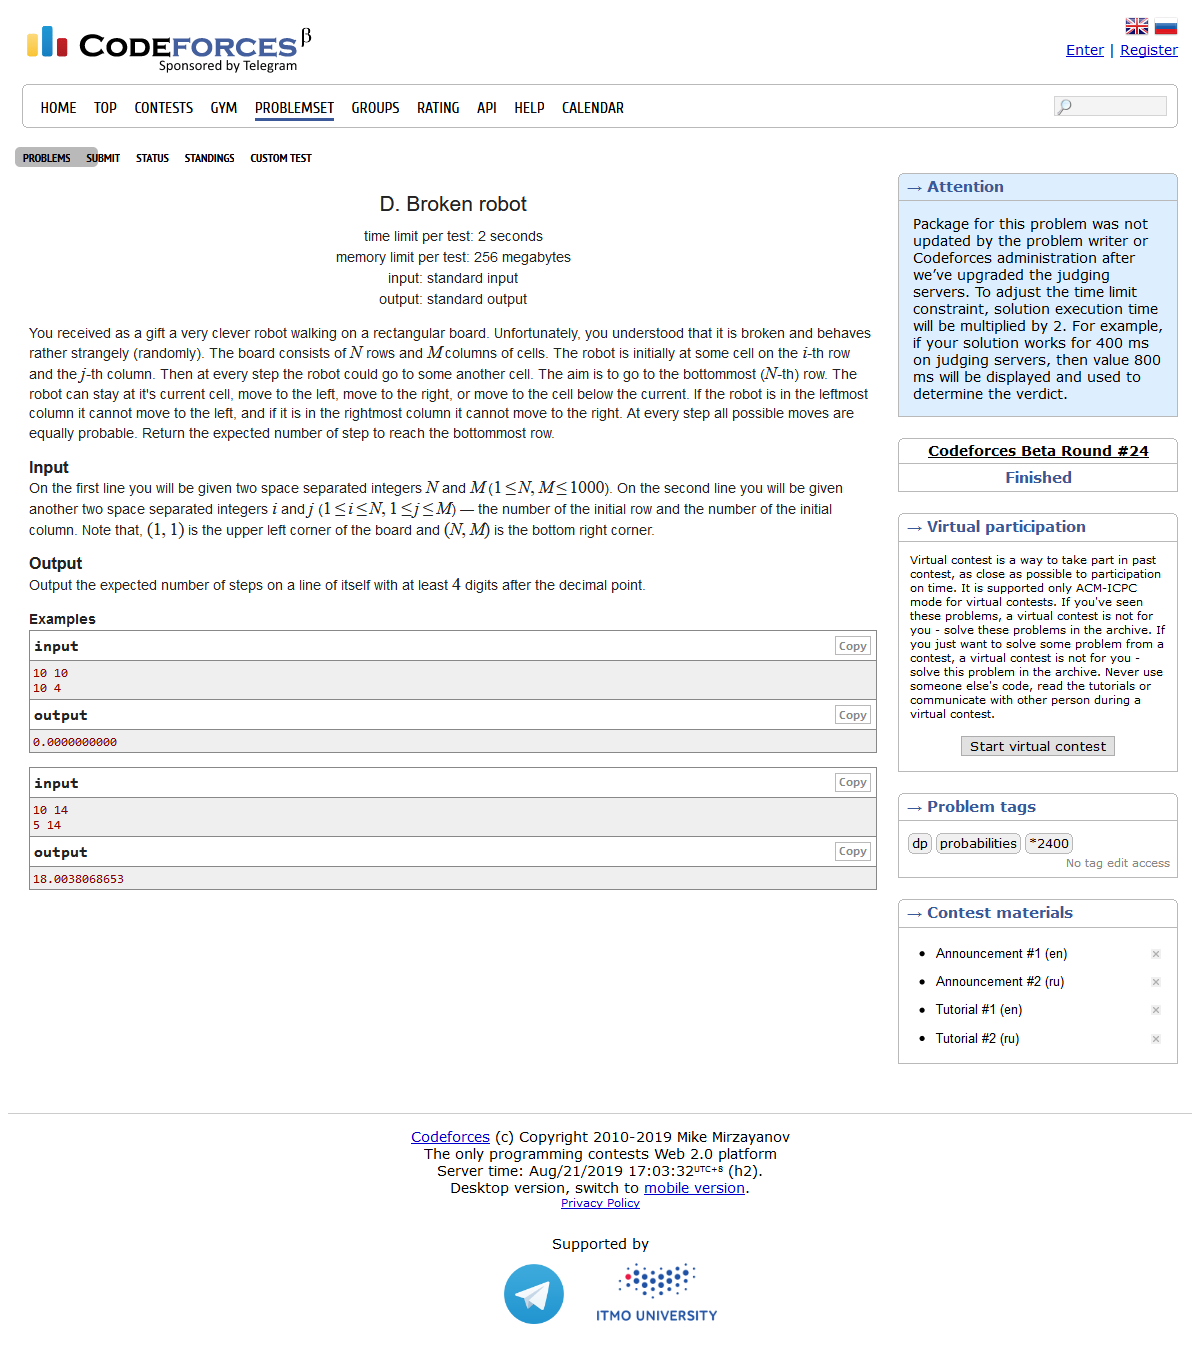 CODEFORCES β
Sponsored by Telegram
Enter | Register
HOME TOP CONTESTS GYM PROBLEMSET GROUPS RATING API HELP CALENDAR
PROBLEMS SUBMIT STATUS STANDINGS CUSTOM TEST
D. Broken robot
time limit per test: 2 seconds
memory limit per test: 256 megabytes
input: standard input
output: standard output
You received as a gift a very clever robot walking on a rectangular board. Unfortunately, you understood that it is broken and behaves
rather strangely (randomly). The board consists of N rows and M columns of cells. The robot is initially at some cell on the i-th row
and the j-th column. Then at every step the robot could go to some another cell. The aim is to go to the bottommost (N-th) row. The
robot can stay at it's current cell, move to the left, move to the right, or move to the cell below the current. If the robot is in the leftmost
column it cannot move to the left, and if it is in the rightmost column it cannot move to the right. At every step all possible moves are
equally probable. Return the expected number of step to reach the bottommost row.
Input
On the first line you will be given two space separated integers N and M (1 ≤ N, M ≤ 1000). On the second line you will be given
another two space separated integers i and j (1 ≤ i ≤ N, 1 ≤ j ≤ M) — the number of the initial row and the number of the initial
column. Note that, (1, 1) is the upper left corner of the board and (N, M) is the bottom right corner.
Output
Output the expected number of steps on a line of itself with at least 4 digits after the decimal point.
Examples
input Copy
10 10
10 4
output Copy
0.0000000000
input Copy
10 14
5 14
output Copy
18.0038068653
→ Attention
Package for this problem was not
updated by the problem writer or
Codeforces administration after
we've upgraded the judging
servers. To adjust the time limit
constraint, solution execution time
will be multiplied by 2. For example,
if your solution works for 400 ms
on judging servers, then value 800
ms will be displayed and used to
determine the verdict.
Codeforces Beta Round #24
Finished
→ Virtual participation
Virtual contest is a way to take part in past
contest, as close as possible to participation
on time. It is supported only ACM-ICPC
mode for virtual contests. If you've seen
these problems, a virtual contest is not for
you - solve these problems in the archive. If
you just want to solve some problem from a
contest, a virtual contest is not for you -
solve this problem in the archive. Never use
someone else's code, read the tutorials or
communicate with other person during a
virtual contest.
Start virtual contest
→ Problem tags
dp probabilities *2400
No tag edit access
→ Contest materials
Announcement #1 (en)
Announcement #2 (ru)
Tutorial #1 (en)
Tutorial #2 (ru)
Codeforces (c) Copyright 2010-2019 Mike Mirzayanov
The only programming contests Web 2.0 platform
Server time: Aug/21/2019 17:03:32UTC+8 (h2).
Desktop version, switch to mobile version.
Privacy Policy
Supported by
ITMO UNIVERSITY